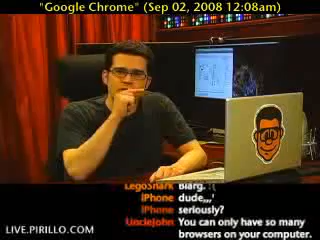 "Google Chrome" (Sep 02, 2008 12:08am)
LegoShark Blarg. :(
iPhone dude,,,'
iPhone seriously?
UncleJohn You can only have so many
browsers on your computer.
LIVE.PIRILLO.COM